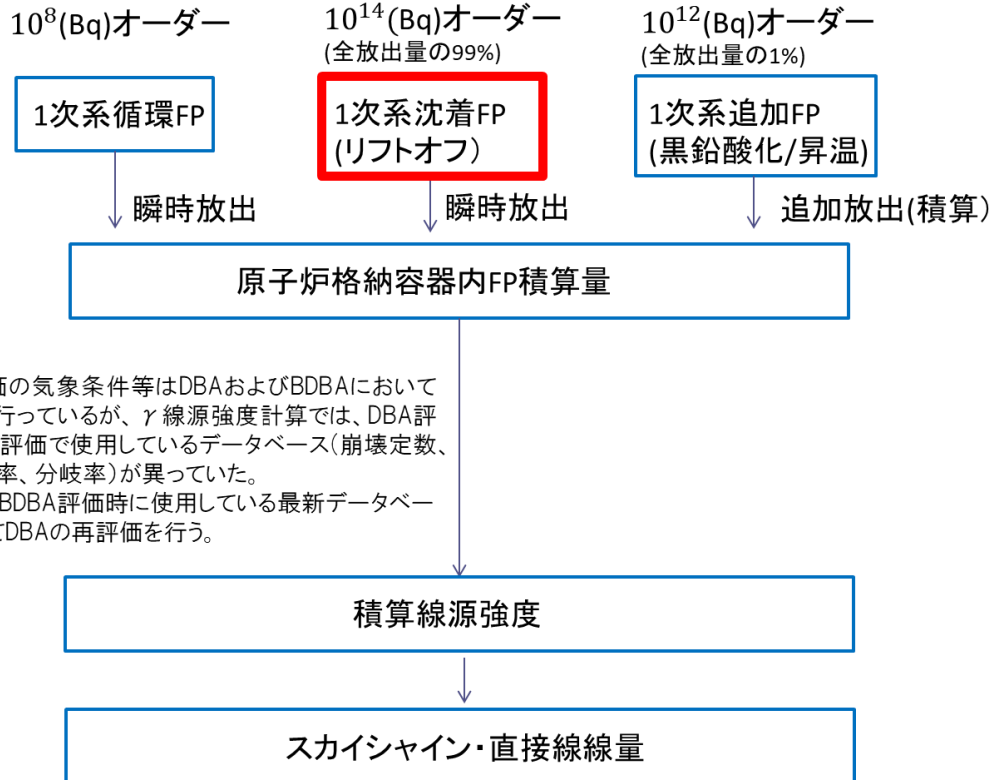 10^8(Bq)オーダー
10^14(Bq)オーダー
(全放出量の99%)
10^12(Bq)オーダー
(全放出量の1%)
1次系循環FP
1次系沈着FP
(リフトオフ）
1次系追加FP
(黒鉛酸化/昇温)
瞬時放出
瞬時放出
追加放出(積算）
原子炉格納容器内FP積算量
価の気象条件等はDBAおよびBDBAにおいて
行っているが、γ線源強度計算では、DBA評
評価で使用しているデータベース(崩壊定数、
率、分岐率)が異っていた。
BDBA評価時に使用している最新データベー
てDBAの再評価を行う。
積算線源強度
スカイシャイン・直接線線量